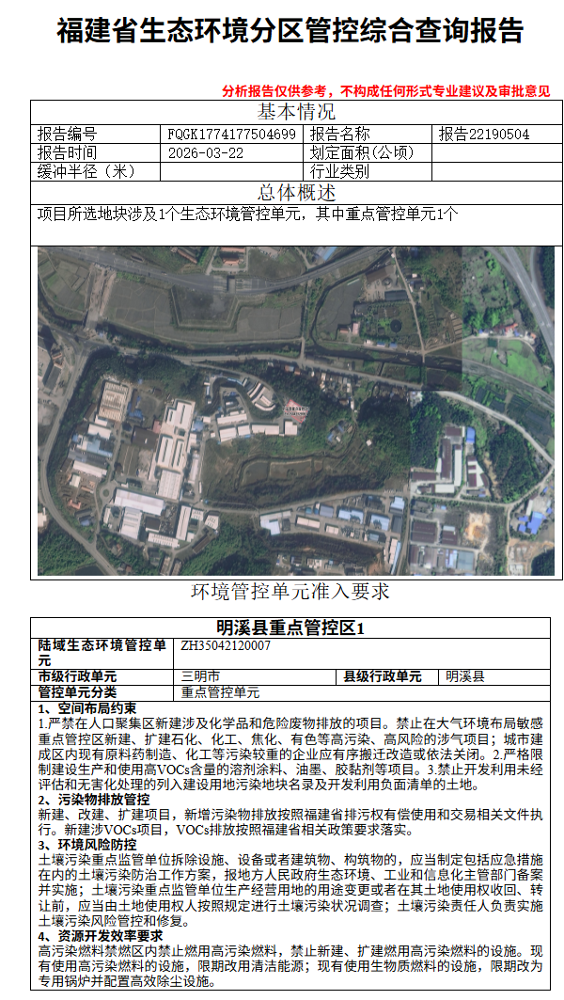 福建省生态环境分区管控综合查询报告
分析报告仅供参考，不构成任何形式专业建议及审批意见
基本情况
报告编号 FQGK1774177504699 报告名称 报告22190504
报告时间 2026-03-22 划定面积(公顷)
缓冲半径（米） 行业类别
总体概述
项目所选地块涉及1个生态环境管控单元，其中重点管控单元1个
环境管控单元准入要求
明溪县重点管控区1
陆域生态环境管控单 ZH35042120007
元
市级行政单元 三明市 县级行政单元 明溪县
管控单元分类 重点管控单元
1、空间布局约束
1.严禁在人口聚集区新建涉及化学品和危险废物排放的项目。禁止在大气环境布局敏感
重点管控区新建、扩建石化、化工、焦化、有色等高污染、高风险的涉气项目；城市建
成区内现有原料药制造、化工等污染较重的企业应有序搬迁改造或依法关闭。2.严格限
制建设生产和使用高VOCs含量的溶剂涂料、油墨、胶黏剂等项目。3.禁止开发利用未经
评估和无害化处理的列入建设用地污染地块名录及开发利用负面清单的土地。
2、污染物排放管控
新建、改建、扩建项目，新增污染物排放按照福建省排污权有偿使用和交易相关文件执
行。新建涉VOCs项目，VOCs排放按照福建省相关政策要求落实。
3、环境风险防控
土壤污染重点监管单位拆除设施、设备或者建筑物、构筑物的，应当制定包括应急措施
在内的土壤污染防治工作方案，报地方人民政府生态环境、工业和信息化主管部门备案
并实施；土壤污染重点监管单位生产经营用地的用途变更或者在其土地使用权收回、转
让前，应当由土地使用权人按照规定进行土壤污染状况调查；土壤污染责任人负责实施
土壤污染风险管控和修复。
4、资源开发效率要求
高污染燃料禁燃区内禁止燃用高污染燃料，禁止新建、扩建燃用高污染燃料的设施。现
有使用高污染燃料的设施，限期改用清洁能源；现有使用生物质燃料的设施，限期改为
专用锅炉并配置高效除尘设施。